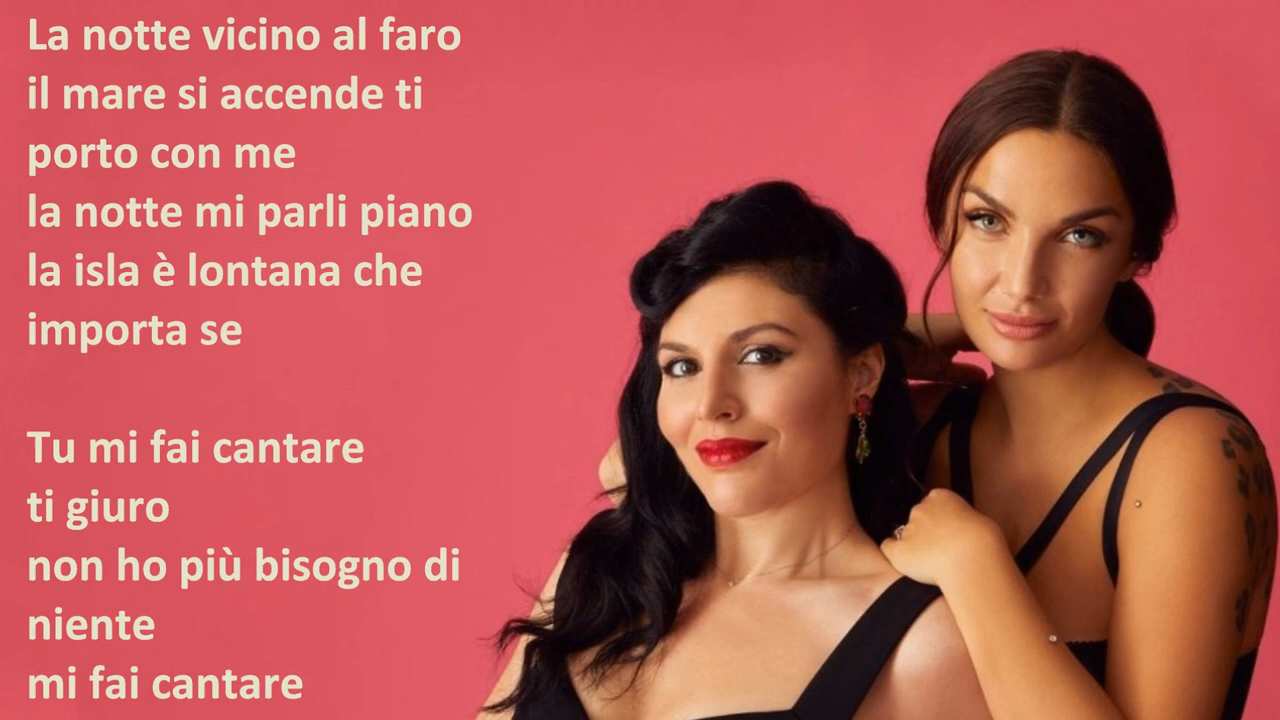 La notte vicino al faro
il mare si accende ti
porto con me
la notte mi parli piano
la isla è lontana che
importa se
Tu mi fai cantare
ti giuro
non ho più bisogno di
niente
mi fai cantare